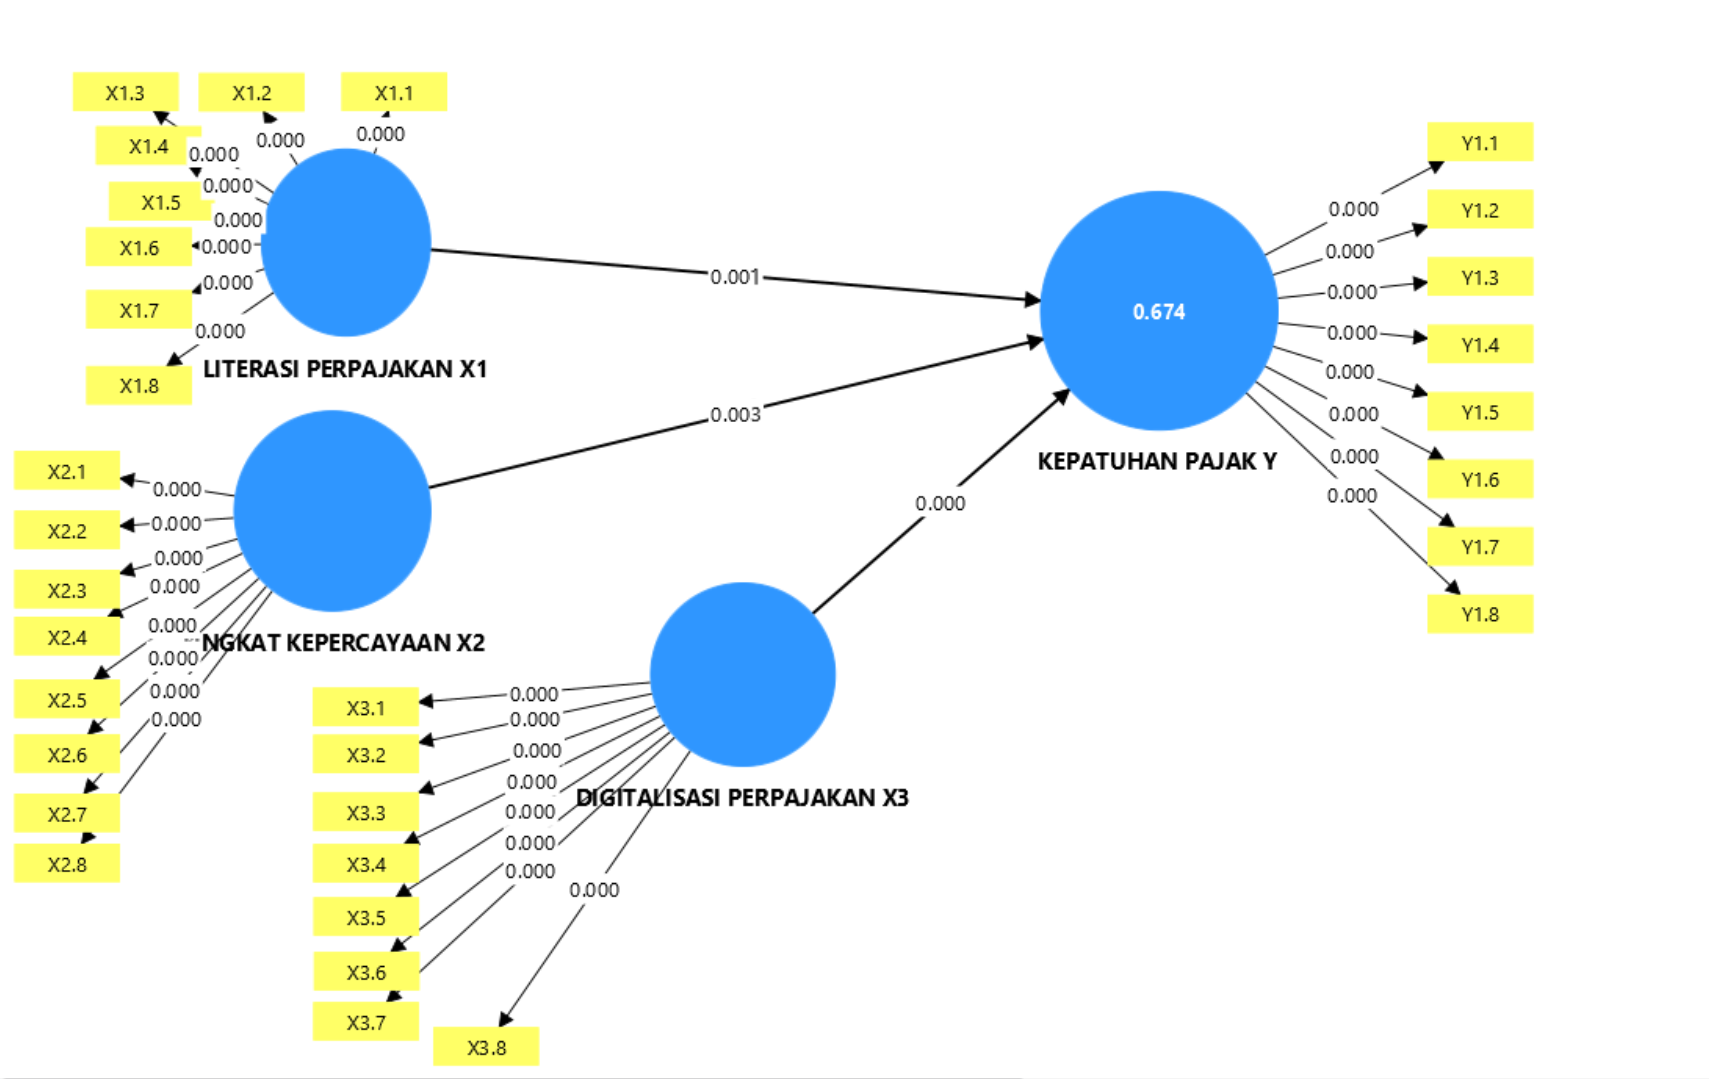 X1.3
X1.2
X1.1
0.000
0.000
X1.4
0.000
0.000
X1.5
0.000
X1.6
0.000
0.000
X1.7
0.000
X1.8
LITERASI PERPAJAKAN X1
0.001
0.003
0.000
0.674
KEPATUHAN PAJAK Y
0.000
Y1.1
0.000
Y1.2
0.000
Y1.3
0.000
Y1.4
0.000
Y1.5
0.000
Y1.6
0.000
Y1.7
0.000
Y1.8
X2.1
0.000
X2.2
0.000
X2.3
0.000
0.000
X2.4
0.000
NGKAT KEPERCAYAAN X2
0.000
X2.5
0.000
0.000
X2.6
X2.7
X2.8
X3.1
0.000
0.000
X3.2
0.000
0.000
DIGITALISASI PERPAJAKAN X3
X3.3
0.000
0.000
X3.4
0.000
0.000
X3.5
X3.6
X3.7
X3.8